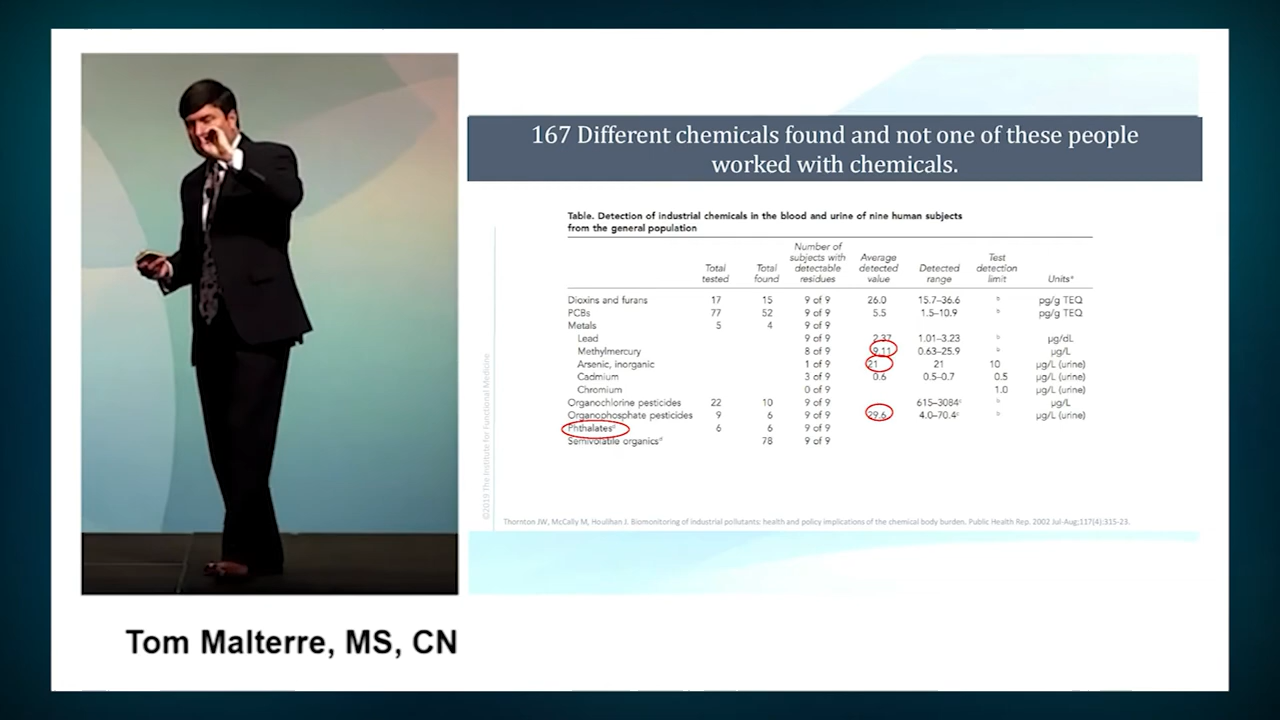 167 Different chemicals found and not one of these people
worked with chemicals.
Table. Detection of industrial chemicals in the blood and urine of nine human subjects
from the general population
Total tested Total found Number of subjects with detectable residues Average detected value Detected range Test detection limit Unitsᵃ
Dioxins and furans 17 15 9 of 9 26.0 15.7–36.6 ᵇ pg/g TEQ
PCBs 77 52 9 of 9 5.5 1.5–10.9 ᵇ pg/g TEQ
Metals 5 4 9 of 9
Lead 9 of 9 2.37 1.01–3.23 ᵇ µg/dL
Methylmercury 8 of 9 9.11 0.63–25.9 ᵇ µg/L
Arsenic, inorganic 1 of 9 21 21 10 µg/L (urine)
Cadmium 3 of 9 0.6 0.5–0.7 0.5 µg/L (urine)
Chromium 0 of 9 1.0 µg/L (urine)
Organochlorine pesticides 22 10 9 of 9 615–3084ᶜ ᵇ µg/L
Organophosphate pesticides 9 6 9 of 9 29.6 4.0–70.4ᶜ ᵇ µg/L (urine)
Phthalatesᵈ 6 6 9 of 9
Semivolatile organicsᵈ 78 9 of 9
©2019 The Institute for Functional Medicine
Thornton JW, McCally M, Houlihan J. Biomonitoring of industrial pollutants: health and policy implications of the chemical body burden. Public Health Rep. 2002 Jul-Aug;117(4):315-23.
Tom Malterre, MS, CN